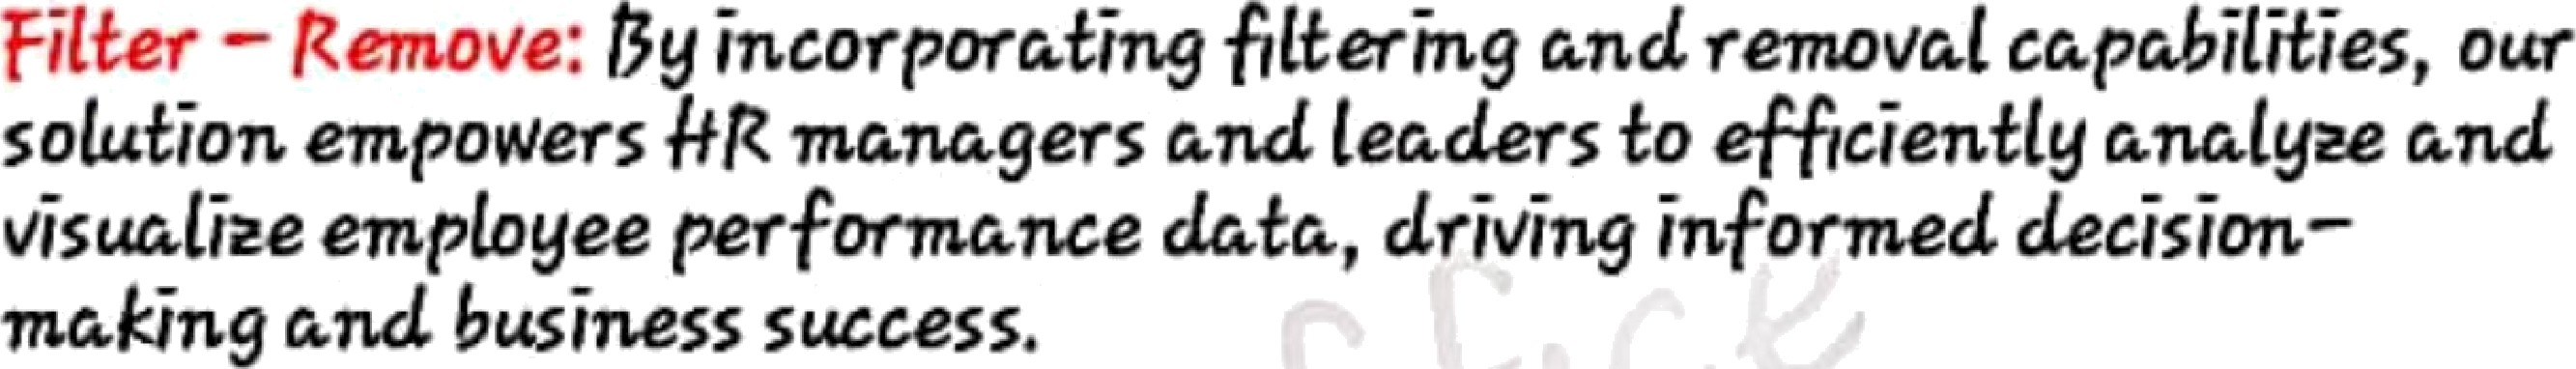 Filter - Remove: By incorporating filtering and removal capabilities, our
solution empowers HR managers and leaders to efficiently analyze and
visualize employee performance data, driving informed decision-
making and business success.